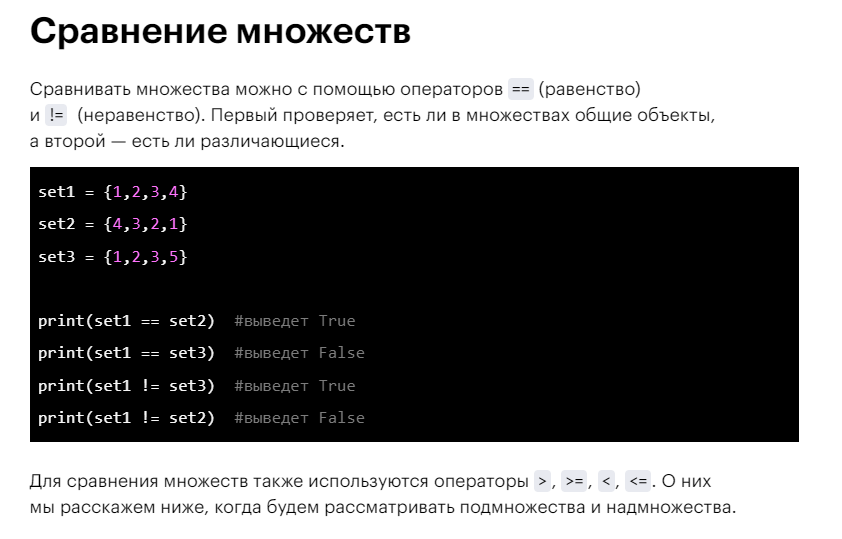 Сравнение множеств
Сравнивать множества можно с помощью операторов == (равенство)
и != (неравенство). Первый проверяет, есть ли в множествах общие объекты,
а второй — есть ли различающиеся.
set1 = {1,2,3,4}
set2 = {4,3,2,1}
set3 = {1,2,3,5}
print(set1 == set2) #выведет True
print(set1 == set3) #выведет False
print(set1 != set3) #выведет True
print(set1 != set2) #выведет False
Для сравнения множеств также используются операторы >, >=, <, <=. О них
мы расскажем ниже, когда будем рассматривать подмножества и надмножества.